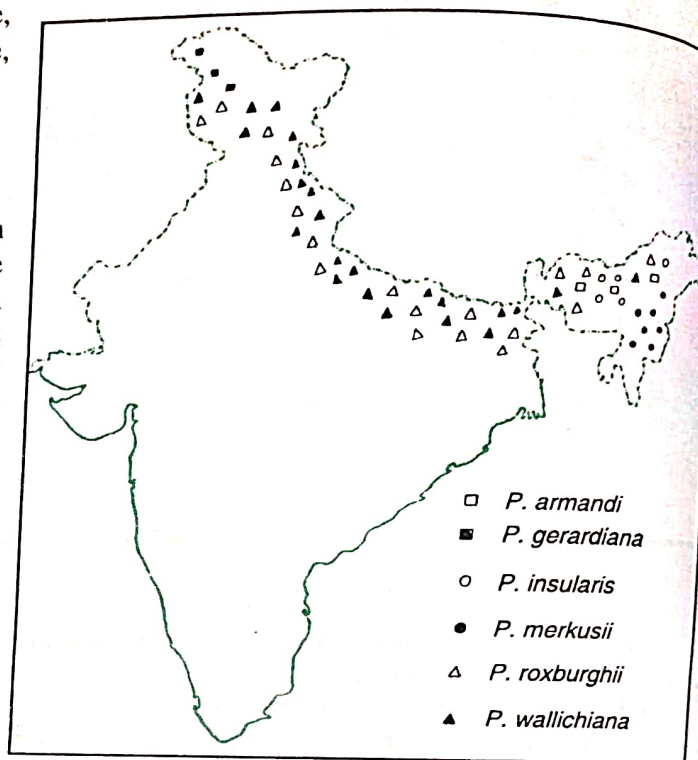 P. armandi
P. gerardiana
P. insularis
P. merkusii
P. roxburghii
P. wallichiana